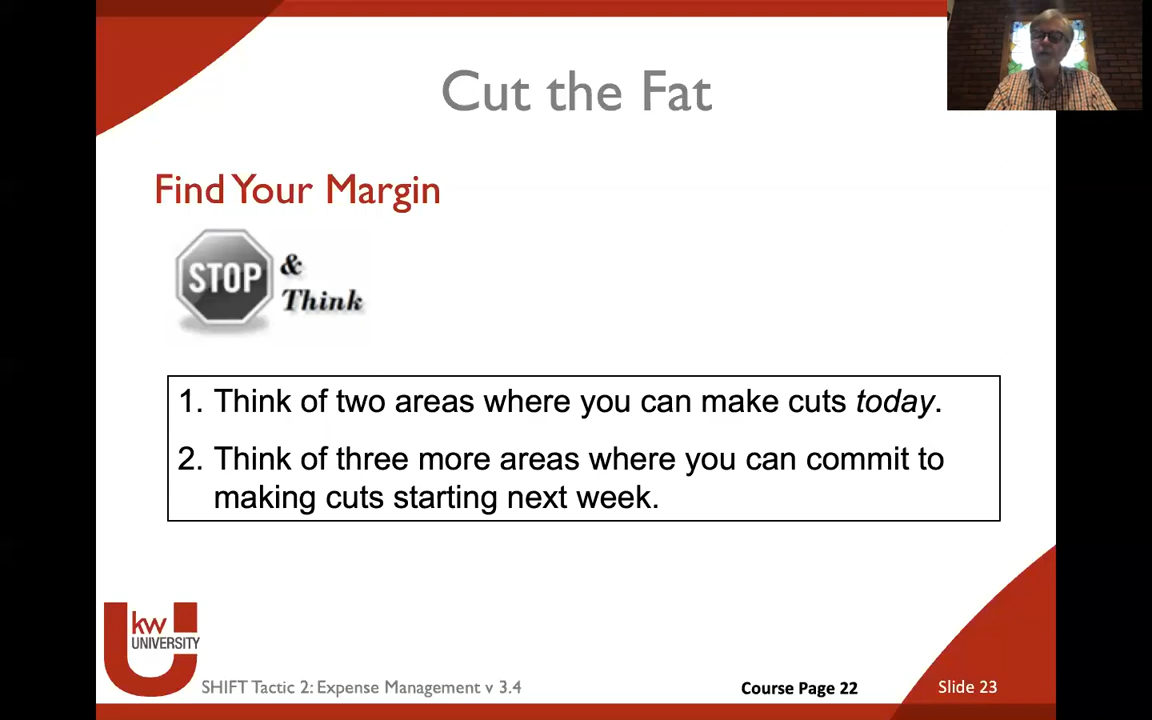 Cut the Fat
Find Your Margin
STOP &
Think
1. Think of two areas where you can make cuts today.
2. Think of three more areas where you can commit to
making cuts starting next week.
kw
UNIVERSITY
SHIFT Tactic 2: Expense Management v 3.4
Course Page 22
Slide 23